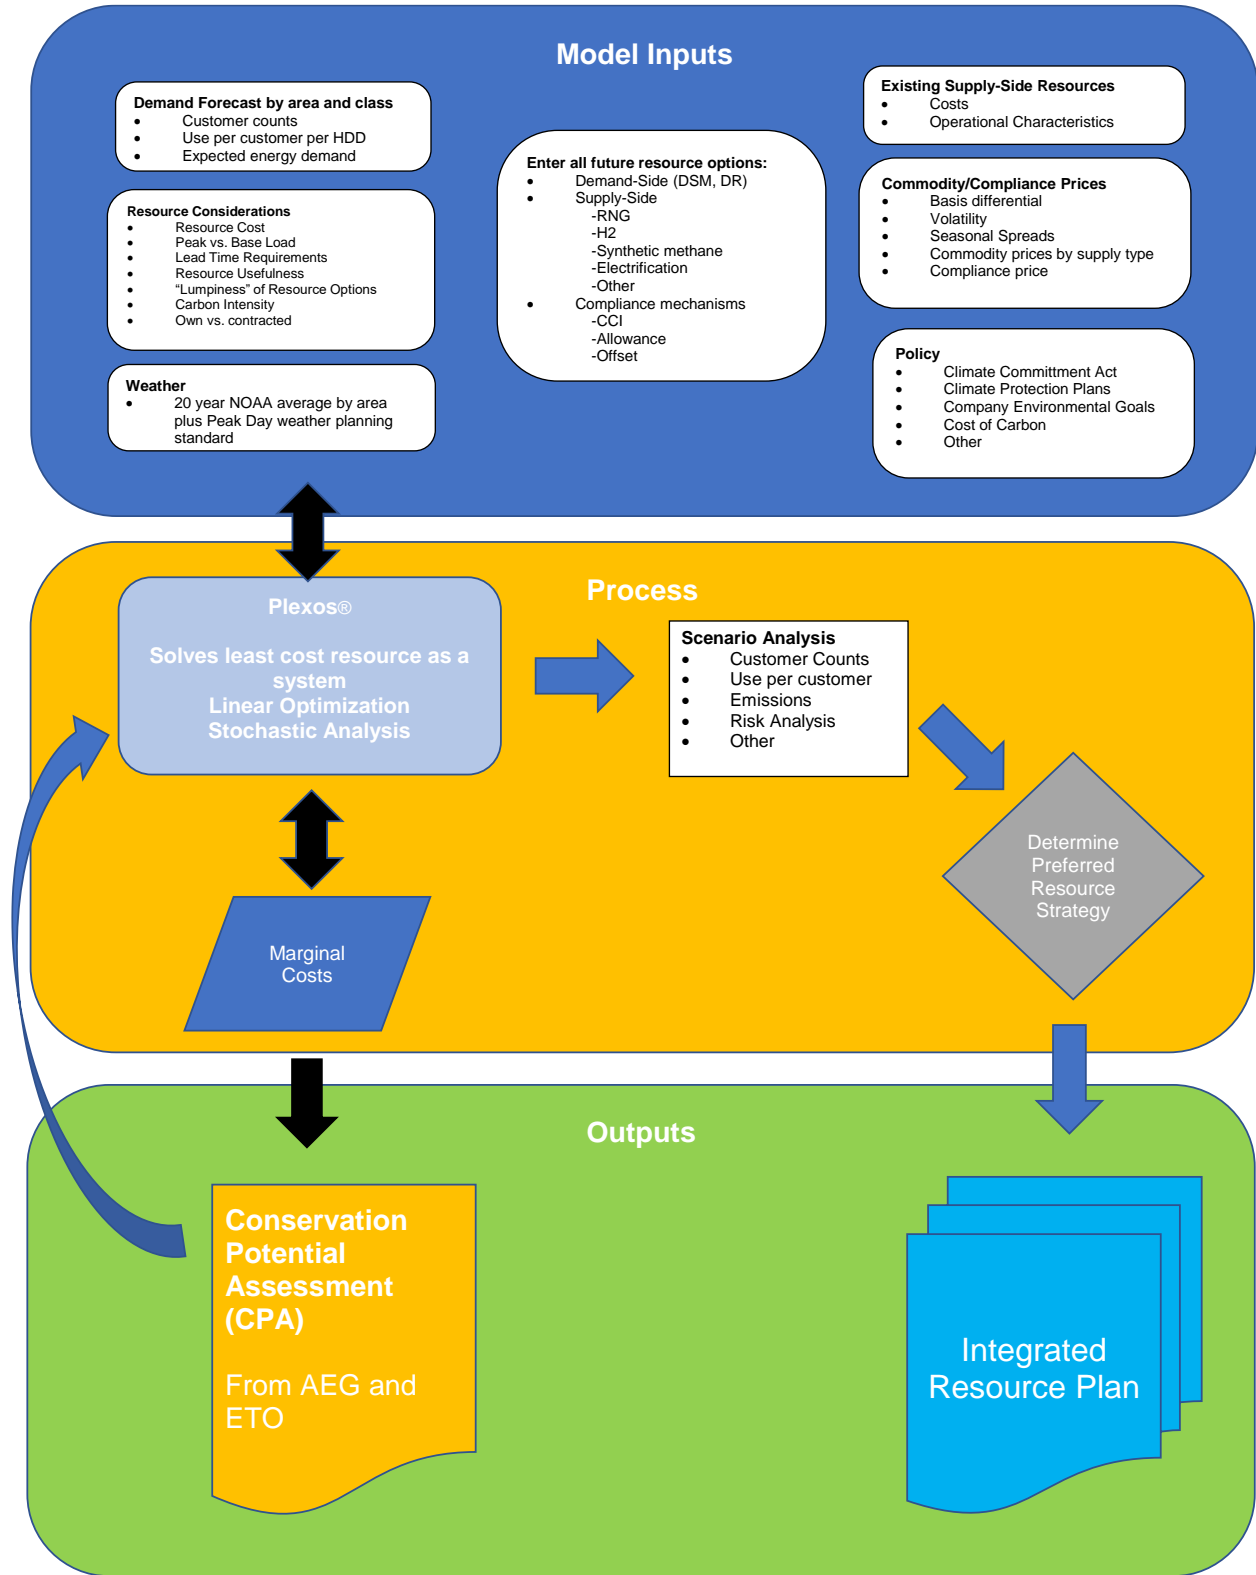 Model Inputs
Demand Forecast by area and class
• Customer counts
• Use per customer per HDD
• Expected energy demand
Resource Considerations
• Resource Cost
• Peak vs. Base Load
• Lead Time Requirements
• Resource Usefulness
• “Lumpiness” of Resource Options
• Carbon Intensity
• Own vs. contracted
Weather
• 20 year NOAA average by area
plus Peak Day weather planning
standard
Enter all future resource options:
• Demand-Side (DSM, DR)
• Supply-Side
-RNG
-H2
-Synthetic methane
-Electrification
-Other
• Compliance mechanisms
-CCI
-Allowance
-Offset
Existing Supply-Side Resources
• Costs
• Operational Characteristics
Commodity/Compliance Prices
• Basis differential
• Volatility
• Seasonal Spreads
• Commodity prices by supply type
• Compliance price
Policy
• Climate Committment Act
• Climate Protection Plans
• Company Environmental Goals
• Cost of Carbon
• Other
Process
Plexos®
Solves least cost resource as a
system
Linear Optimization
Stochastic Analysis
Scenario Analysis
• Customer Counts
• Use per customer
• Emissions
• Risk Analysis
• Other
Determine
Preferred
Resource
Strategy
Marginal
Costs
Outputs
Conservation
Potential
Assessment
(CPA)
From AEG and
ETO
Integrated
Resource Plan